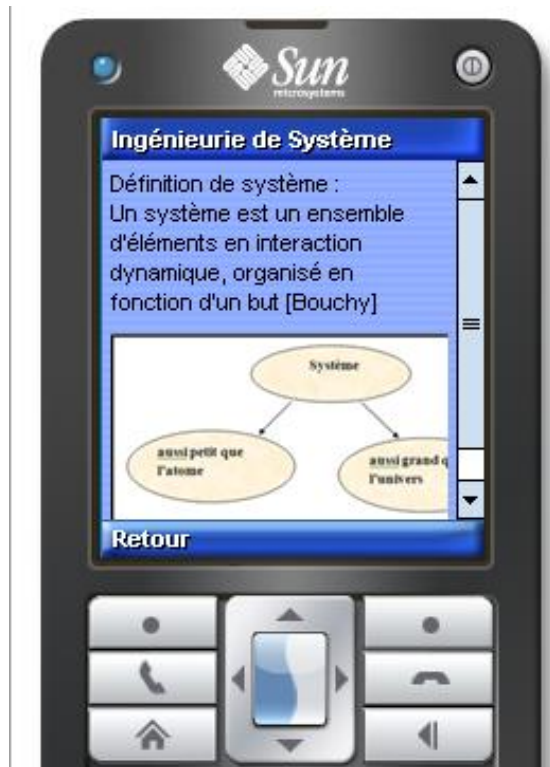 Sun
microsystems
Ingénieurie de Système
Définition de système :
Un système est un ensemble
d'éléments en interaction
dynamique, organisé en
fonction d'un but [Bouchy]
Système
aussi petit que
l'atome
aussi grand q
l'univers
Retour